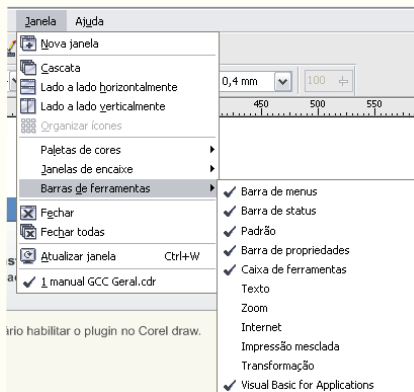 Janela Ajuda
Nova janela
Cascata
Lado a lado horizontalmente
Lado a lado verticalmente
Organizar ícones
Paletas de cores
Janelas de encaixe
Barras de ferramentas
Fechar
Fechar todas
Atualizar janela Ctrl+W
1 manual GCC Geral.cdr
0,4 mm 100
450 500 550
Barra de menus
Barra de status
Padrão
Barra de propriedades
Caixa de ferramentas
Texto
Zoom
Internet
Impressão mesclada
Transformação
Visual Basic for Applications
ário habilitar o plugin no Corel draw.